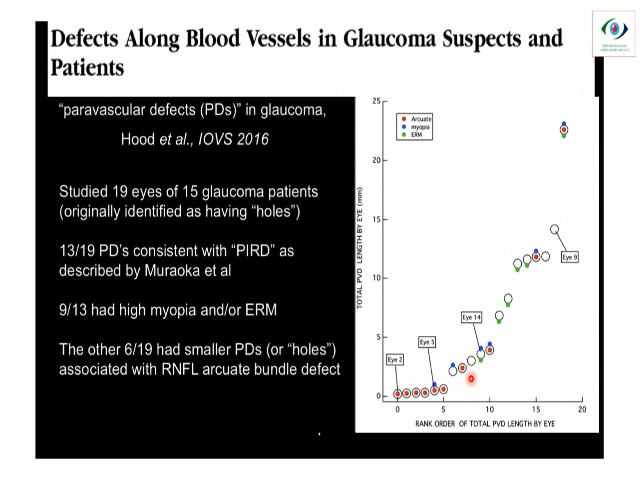 Defects Along Blood Vessels in Glaucoma Suspects and
Patients
“paravascular defects (PDs)” in glaucoma,
Hood et al., IOVS 2016
Studied 19 eyes of 15 glaucoma patients
(originally identified as having “holes”)
13/19 PD’s consistent with “PIRD” as
described by Muraoka et al
9/13 had high myopia and/or ERM
The other 6/19 had smaller PDs (or “holes”)
associated with RNFL arcuate bundle defect
TOTAL PVD LENGTH BY EYE (mm)
25
20
15
10
5
0
Arcuate
myopia
ERM
Eye 9
Eye 14
Eye 5
Eye 2
0
5
10
15
20
RANK ORDER OF TOTAL PVD LENGTH BY EYE